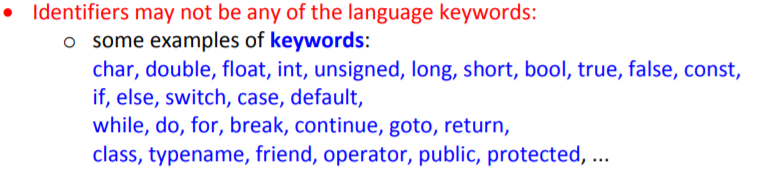 • Identifiers may not be any of the language keywords:
o some examples of keywords:
char, double, float, int, unsigned, long, short, bool, true, false, const,
if, else, switch, case, default,
while, do, for, break, continue, goto, return,
class, typename, friend, operator, public, protected, ...